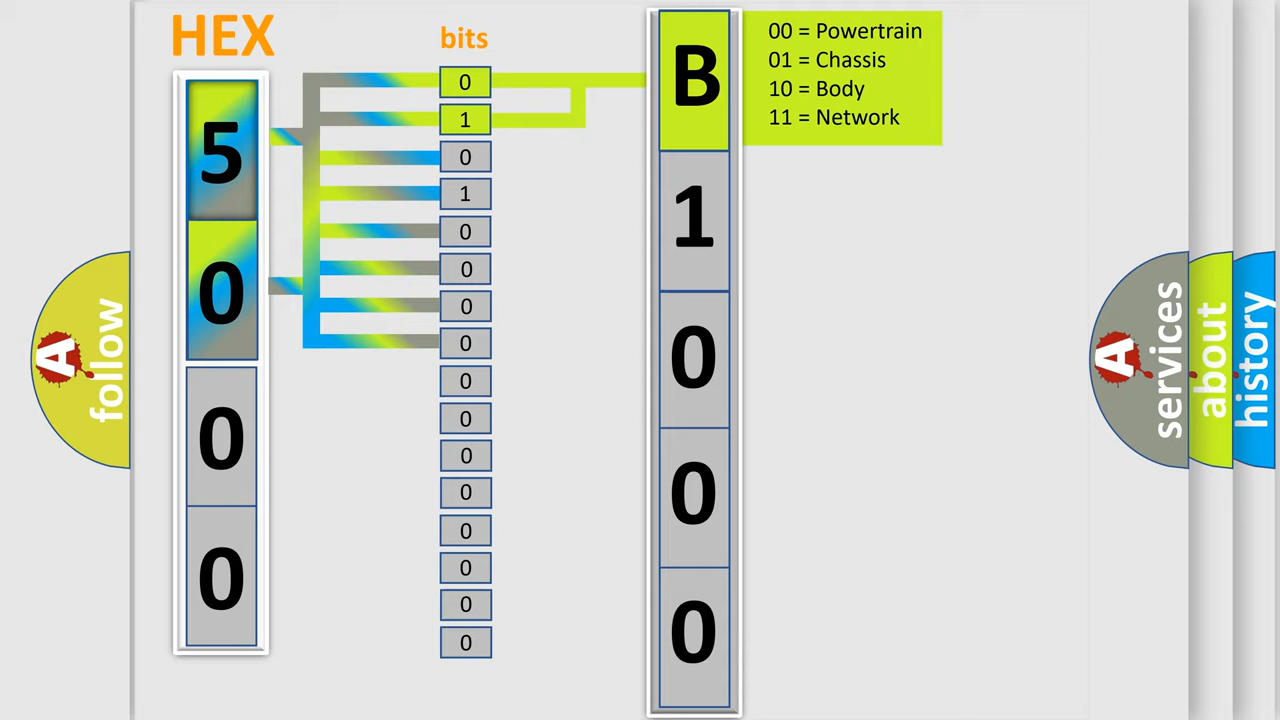 HEX
bits
5
0
0
0
0
1
0
1
0
0
0
0
0
0
0
0
0
0
0
0
B
1
0
0
0
00 = Powertrain
01 = Chassis
10 = Body
11 = Network
A
follow
A
services
about
history